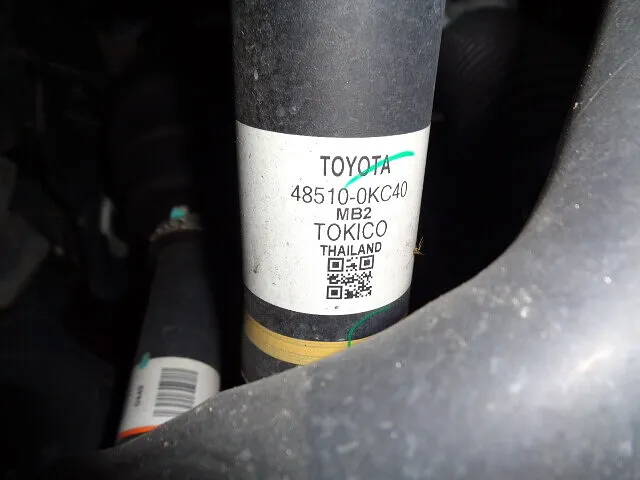 TOYOTA
48510-0KC40
MB2
TOKICO
THAILAND